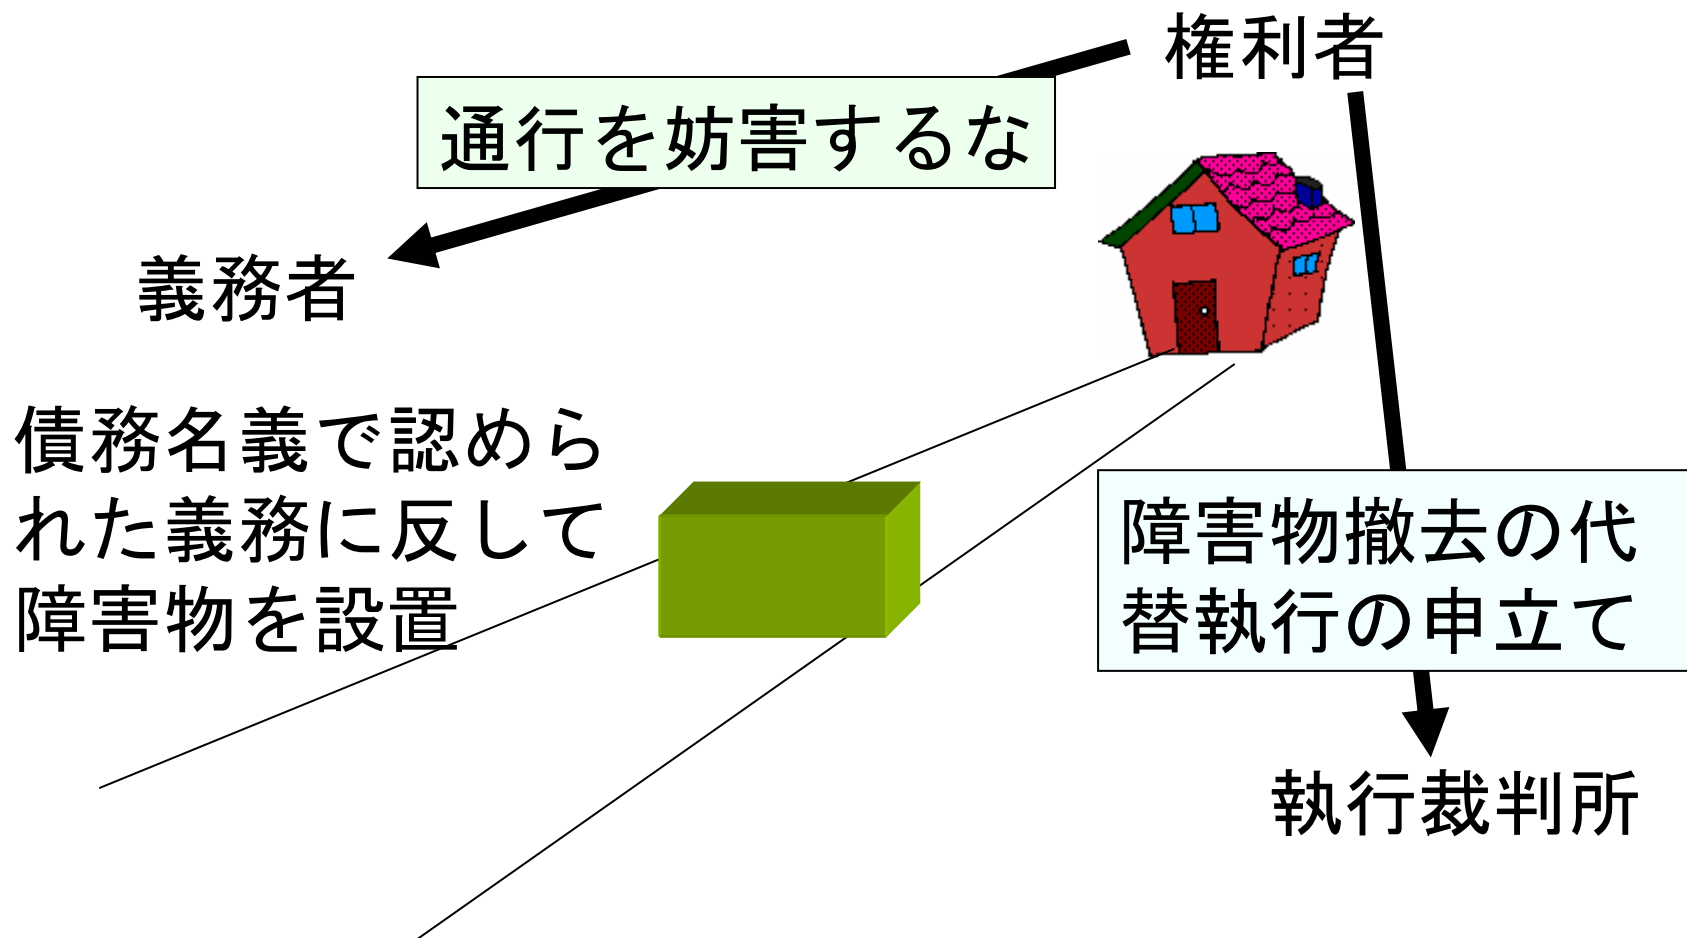 権利者
通行を妨害するな
義務者
債務名義で認めら
れた義務に反して
障害物を設置
障害物撤去の代
替執行の申立て
執行裁判所